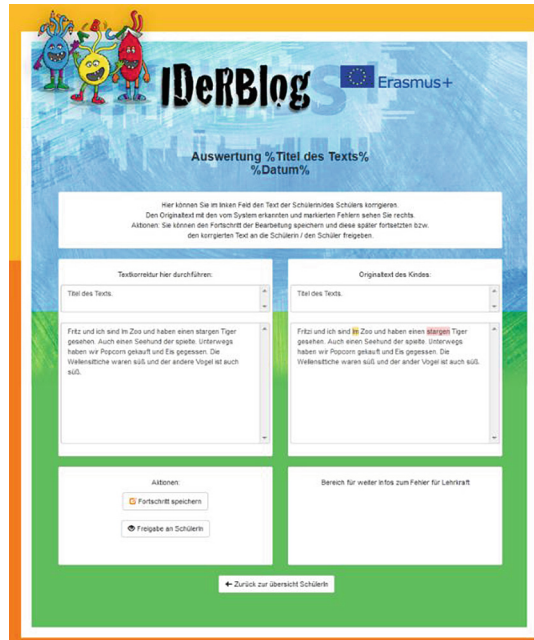 IDeRBlog
Erasmus+
Auswertung %Titel des Texts%
%Datum%
Hier können Sie im linken Feld den Text der Schülerin/des Schülers korrigieren.
Den Originaltext mit den vom System erkannten und markierten Fehlern sehen Sie rechts.
Aktionen: Sie können den Fortschritt der Bearbeitung speichern und diese später fortsetzten bzw.
den korrgierten Text an die Schülerin / den Schüler freigeben.
Textkorrektur hier durchführen:
Titel des Texts.
Fritz und ich sind Im Zoo und haben einen stargen Tiger
gesehen. Auch einen Seehund der spielte. Unterwegs
haben wir Popcorn gekauft und Eis gegessen. Die
Wellensittiche waren süß und der andere Vogel ist auch
süß.
Originaltext des Kindes:
Titel des Texts.
Fritzi und ich sind Im Zoo und haben einen stargen Tiger
gesehen. Auch einen Seehund der spielte. Unterwegs
haben wir Popcorn gekauft und Eis gegessen. Die
Wellensittiche waren süß und der ander Vogel ist auch süß.
Aktionen:
Fortschritt speichern
Freigabe an SchülerIn
Bereich für weiter Infos zum Fehler für Lehrkraft
Zurück zur übersicht SchülerIn